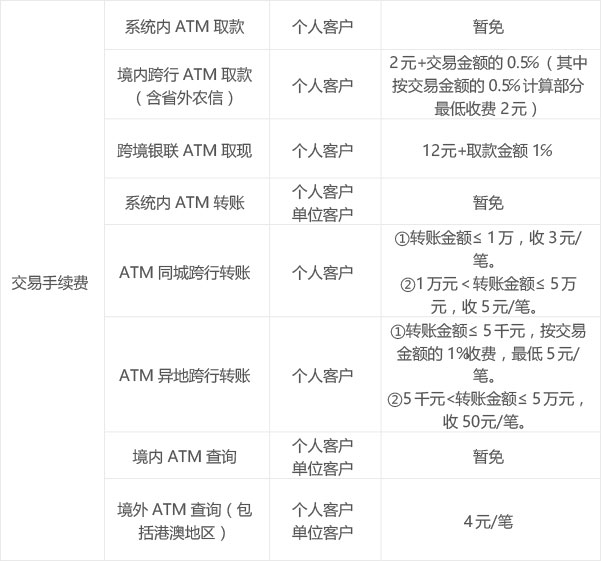 交易手续费
系统内 ATM 取款
个人客户
暂免
境内跨行 ATM 取款
（含省外农信）
个人客户
2元+交易金额的0.5%（其中
按交易金额的0.5%计算部分
最低收费2元）
跨境银联 ATM 取现
个人客户
12元+取款金额1%
系统内 ATM 转账
个人客户
单位客户
暂免
ATM 同城跨行转账
个人客户
①转账金额≤1万，收3元/
笔。
②1万元<转账金额≤5万
元，收5元/笔。
ATM 异地跨行转账
个人客户
①转账金额≤5千元，按交易
金额的1%收费，最低5元/
笔。
②5千元<转账金额≤5万元，
收50元/笔。
境内 ATM 查询
个人客户
单位客户
暂免
境外 ATM 查询（包
括港澳地区）
个人客户
单位客户
4元/笔